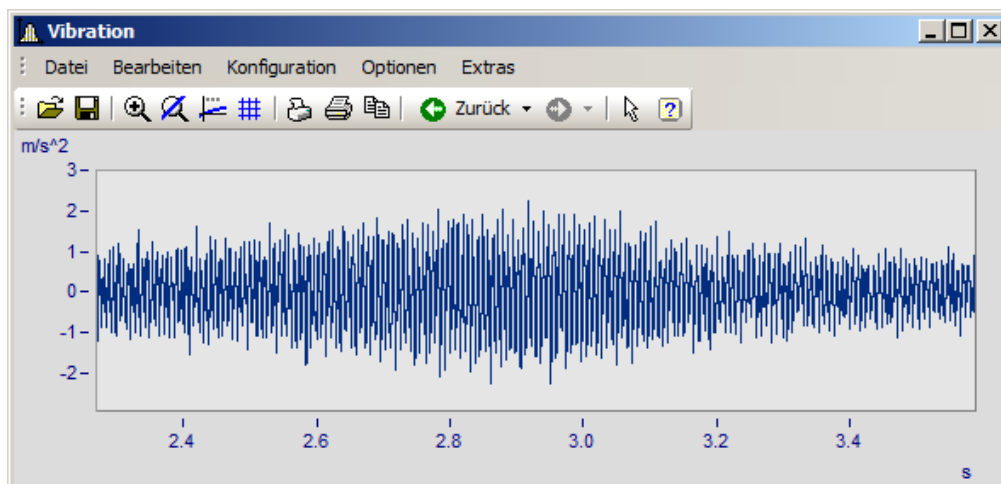 Vibration
Datei Bearbeiten Konfiguration Optionen Extras
Zurück
m/s^2
3
2
1
0
-1
-2
2.4 2.6 2.8 3.0 3.2 3.4
s